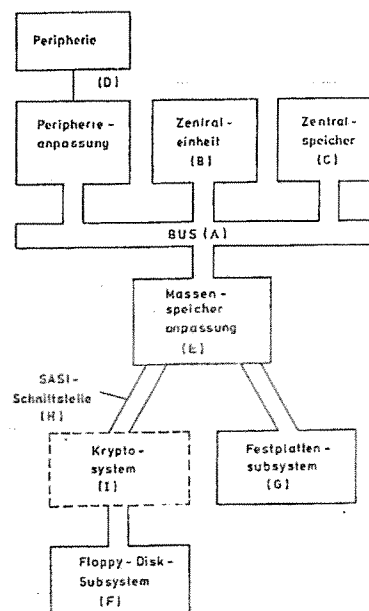 Peripherie
(D)
Peripherie-
anpassung
Zentral-
einheit
(B)
Zentral-
speicher
(C)
BUS (A)
Massen-
speicher
anpassung
(E)
SASI-
Schnittstelle
(H)
Krypto-
system
(I)
Festplatten-
subsystem
(G)
Floppy-Disk-
Subsystem
(F)